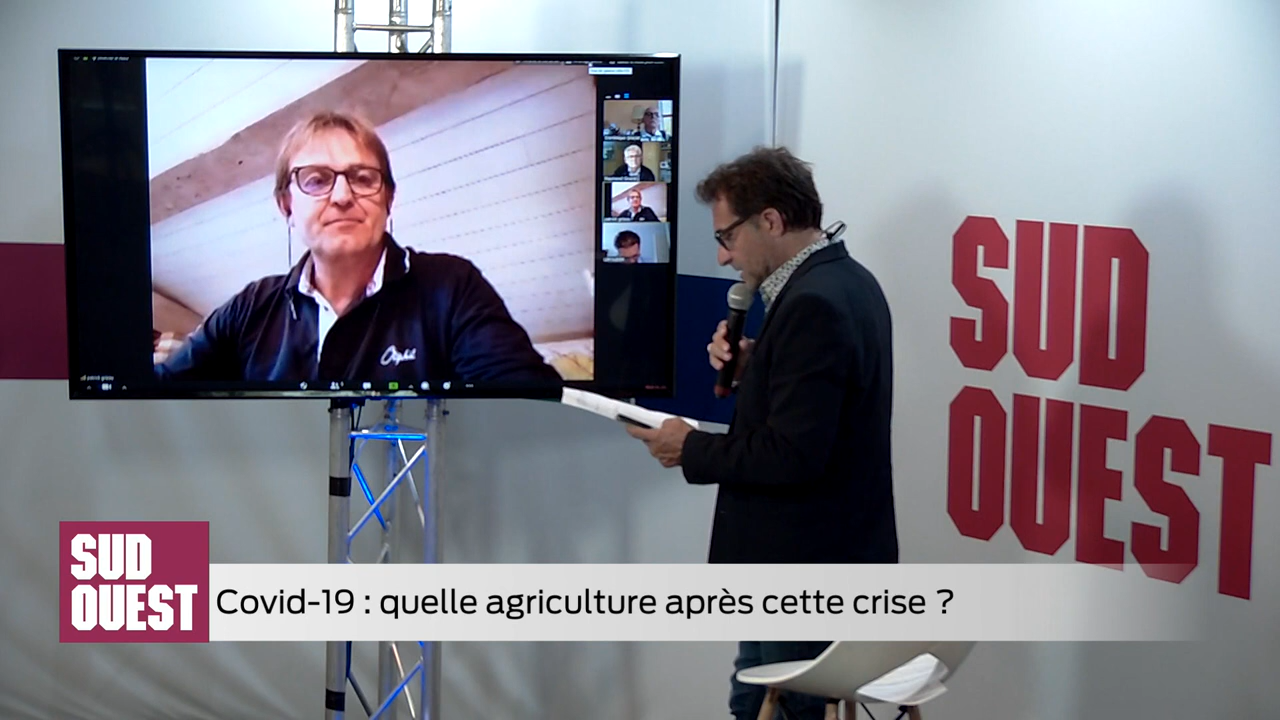 SUD
OUEST
SUD
OUEST
Covid-19 : quelle agriculture après cette crise ?